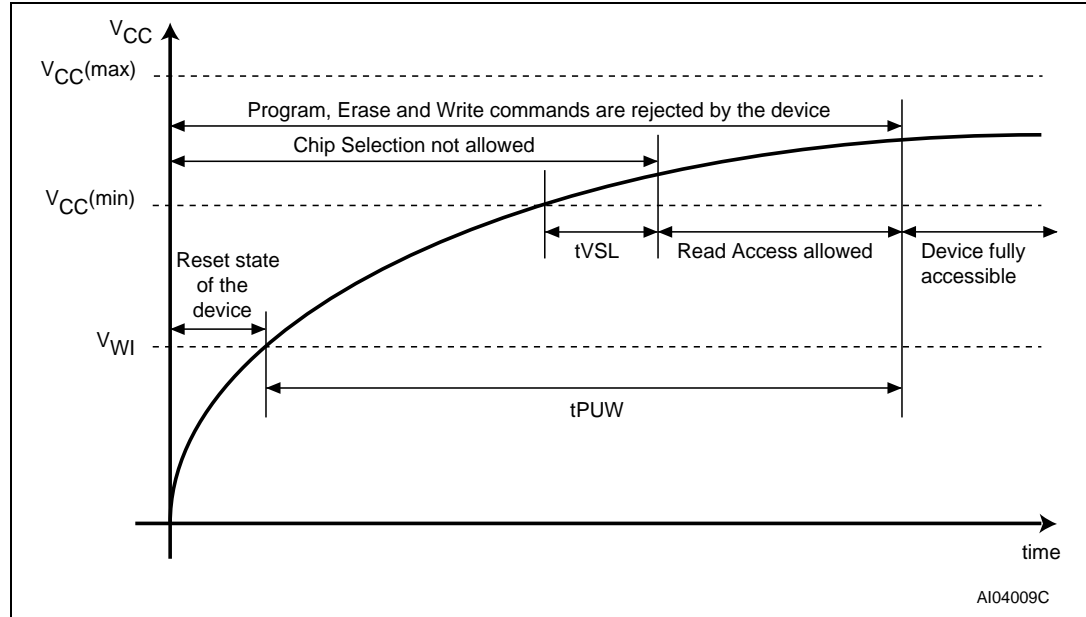 VCC
VCC(max)
Program, Erase and Write commands are rejected by the device
Chip Selection not allowed
VCC(min)
tVSL
Read Access allowed
Device fully
accessible
Reset state
of the
device
VWI
tPUW
time
AI04009C